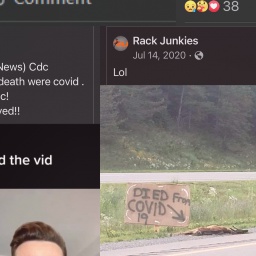 Comment
38
News) Cdc
death were covid .
c!
ved!!
d the vid
Rack Junkies
Jul 14, 2020 ·
Lol
DIED From
COVID
19